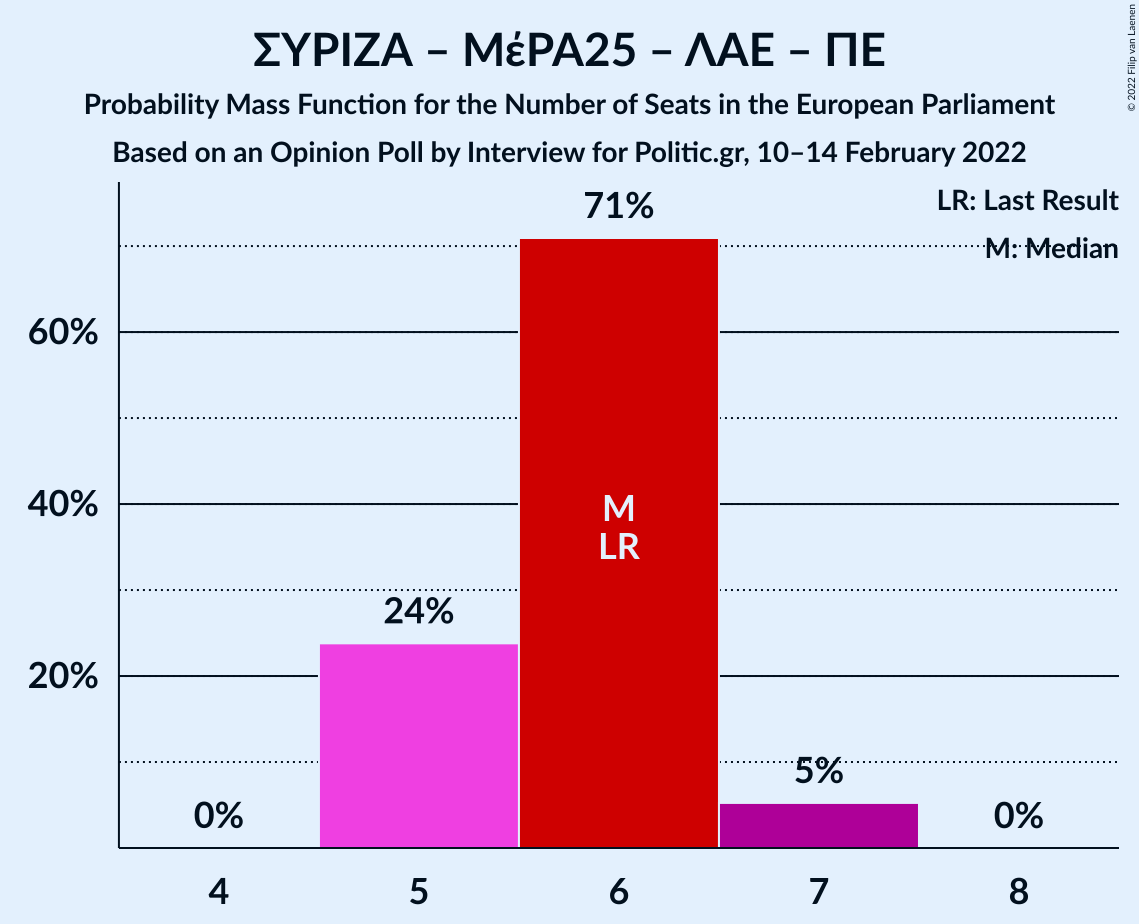 ΣΥΡΙΖΑ – ΜέΡΑ25 – ΛΑΕ – ΠΕ
Probability Mass Function for the Number of Seats in the European Parliament
Based on an Opinion Poll by Interview for Politic.gr, 10–14 February 2022
© 2022 Filip van Laenen
LR: Last Result
M: Median
71%
60%
40%
20%
M
LR
24%
5%
0%
0%
4
5
6
7
8